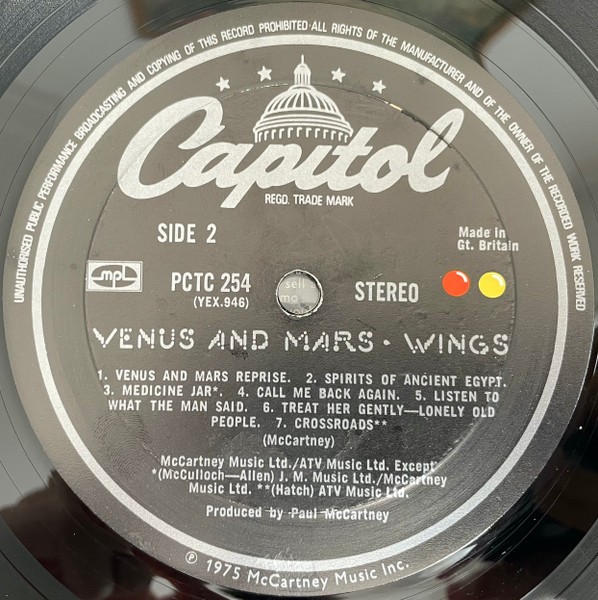 UNAUTHORISED PUBLIC PERFORMANCE BROADCASTING AND COPYING OF THIS RECORD PROHIBITED·ALL RIGHTS OF THE MANUFACTURER AND OF THE OWNER OF THE RECORDED WORK RESERVED
Capitol
REGD. TRADE MARK
SIDE 2
Made in
Gt. Britain
mpl
PCTC 254
(YEX.946)
STEREO
sell
mo
VENUS AND MARS · WINGS
1. VENUS AND MARS REPRISE. 2. SPIRITS OF ANCIENT EGYPT.
3. MEDICINE JAR*. 4. CALL ME BACK AGAIN. 5. LISTEN TO
WHAT THE MAN SAID. 6. TREAT HER GENTLY—LONELY OLD
PEOPLE. 7. CROSSROADS**
(McCartney)
McCartney Music Ltd./ATV Music Ltd. Except
*(McCulloch—Allen) J. M. Music Ltd./McCartney
Music Ltd. **(Hatch) ATV Music Ltd.
Produced by Paul McCartney
℗ 1975 McCartney Music Inc.